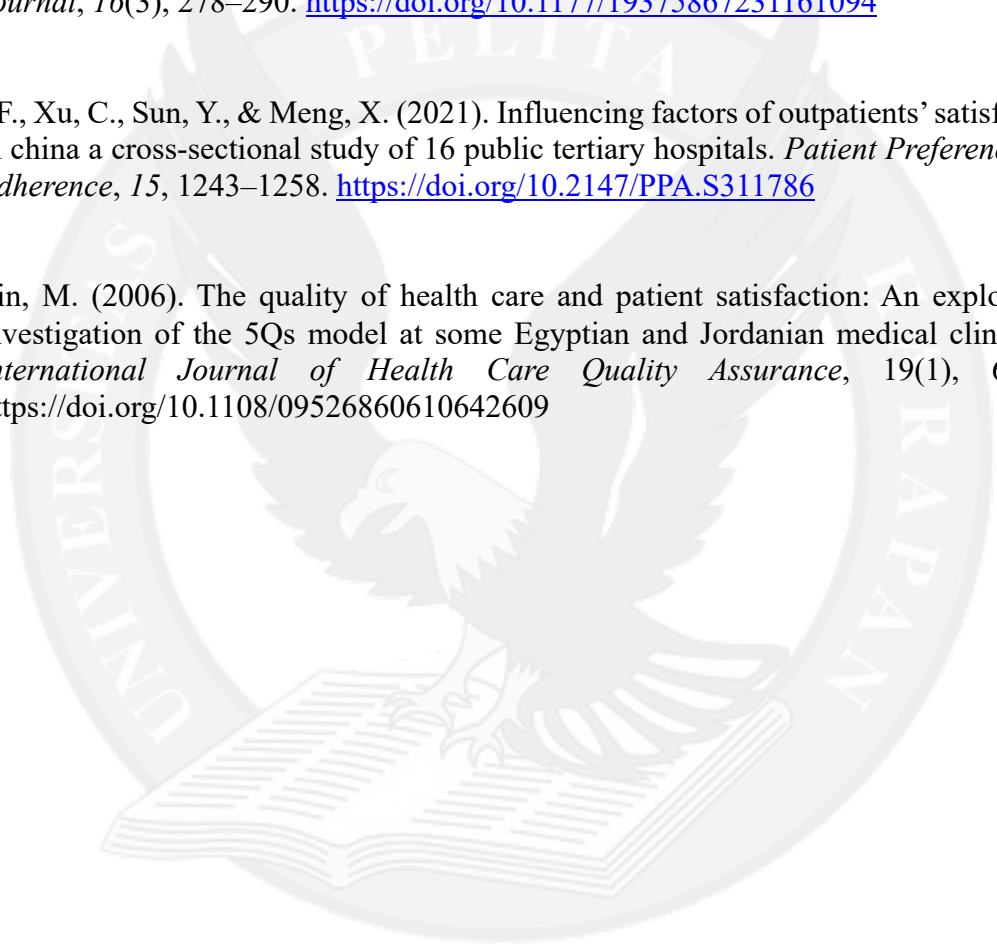 ournal, 16(3), 278–290. https://doi.org/10.1177/19375867231161094
PELITA
F., Xu, C., Sun, Y., & Meng, X. (2021). Influencing factors of outpatients' satisf
china a cross-sectional study of 16 public tertiary hospitals. Patient Preferen
dherence, 15, 1243–1258. https://doi.org/10.2147/PPA.S311786
in, M. (2006). The quality of health care and patient satisfaction: An explo
vestigation of the 5Qs model at some Egyptian and Jordanian medical clin
nternational Journal of Health Care Quality Assurance, 19(1),
ttps://doi.org/10.1108/09526860610642609
UNIVERSITAS
HARAPAN